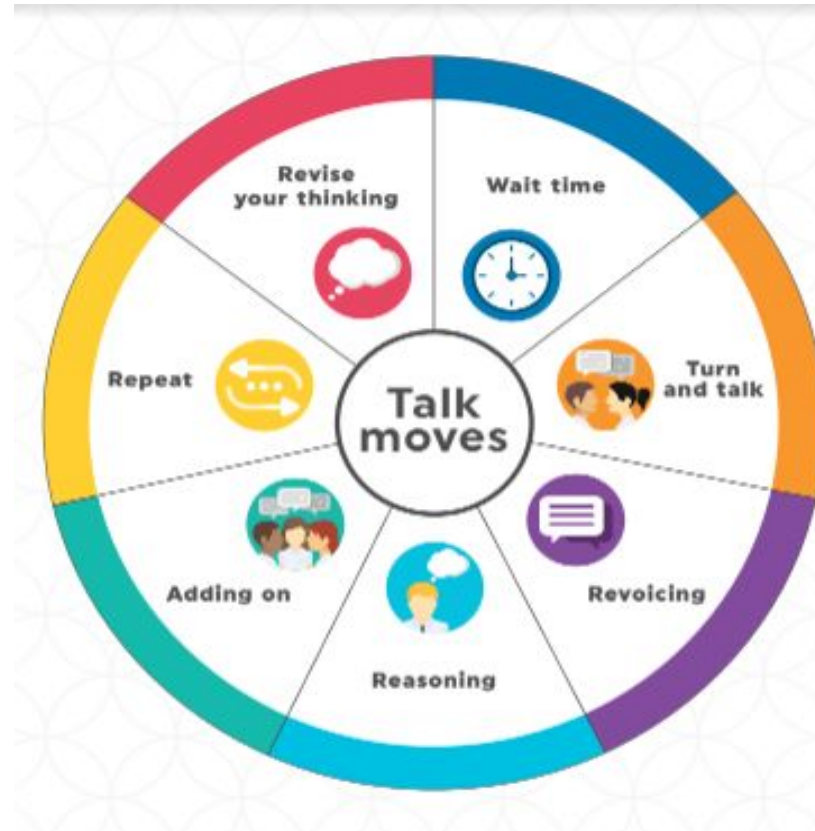 Talk
moves
Wait time
Turn
and talk
Revoicing
Reasoning
Adding on
Repeat
Revise
your thinking